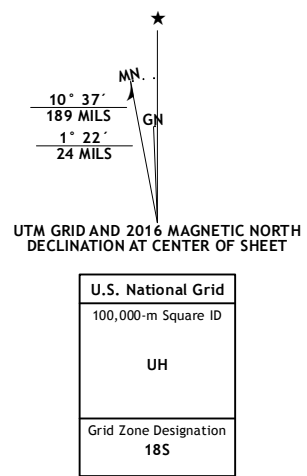 ★
MN
GN
10° 37´
189 MILS
1° 22´
24 MILS
UTM GRID AND 2016 MAGNETIC NORTH
DECLINATION AT CENTER OF SHEET
U.S. National Grid
100,000-m Square ID
UH
Grid Zone Designation
18S